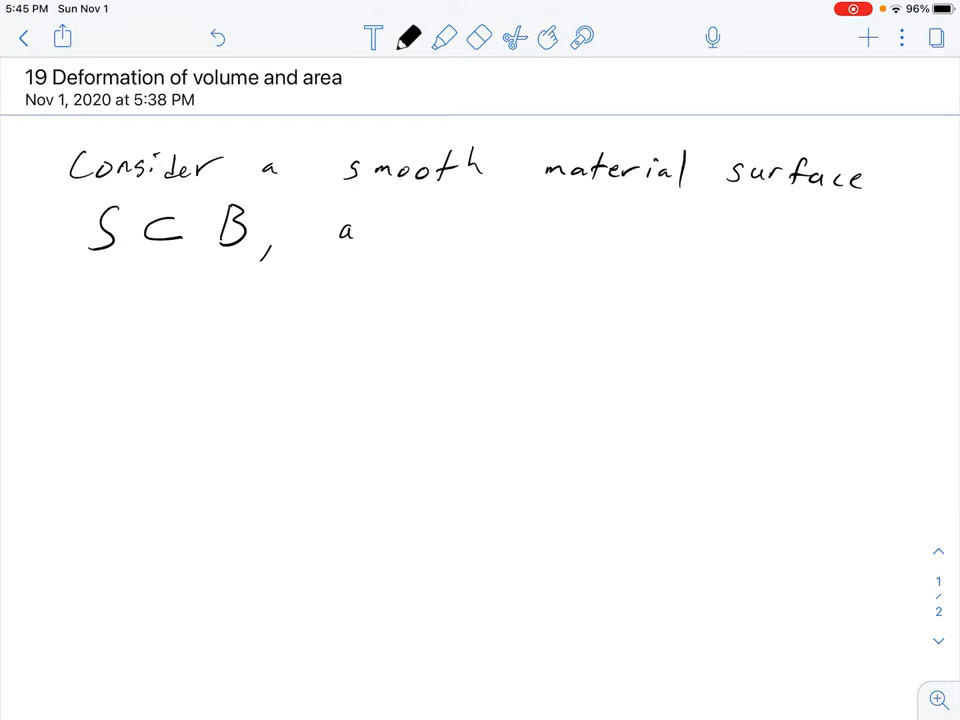 5:45 PM Sun Nov 1 96%
T
19 Deformation of volume and area
Nov 1, 2020 at 5:38 PM
Consider a smooth material surface
S ⊂ B, a
1
/
2